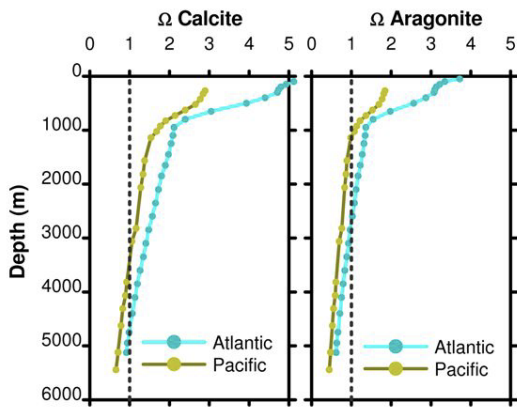 Ω Calcite
Ω Aragonite
0 1 2 3 4 5
0 1 2 3 4 5
0
1000
2000
3000
4000
5000
6000
Depth (m)
Atlantic
Pacific
Atlantic
Pacific